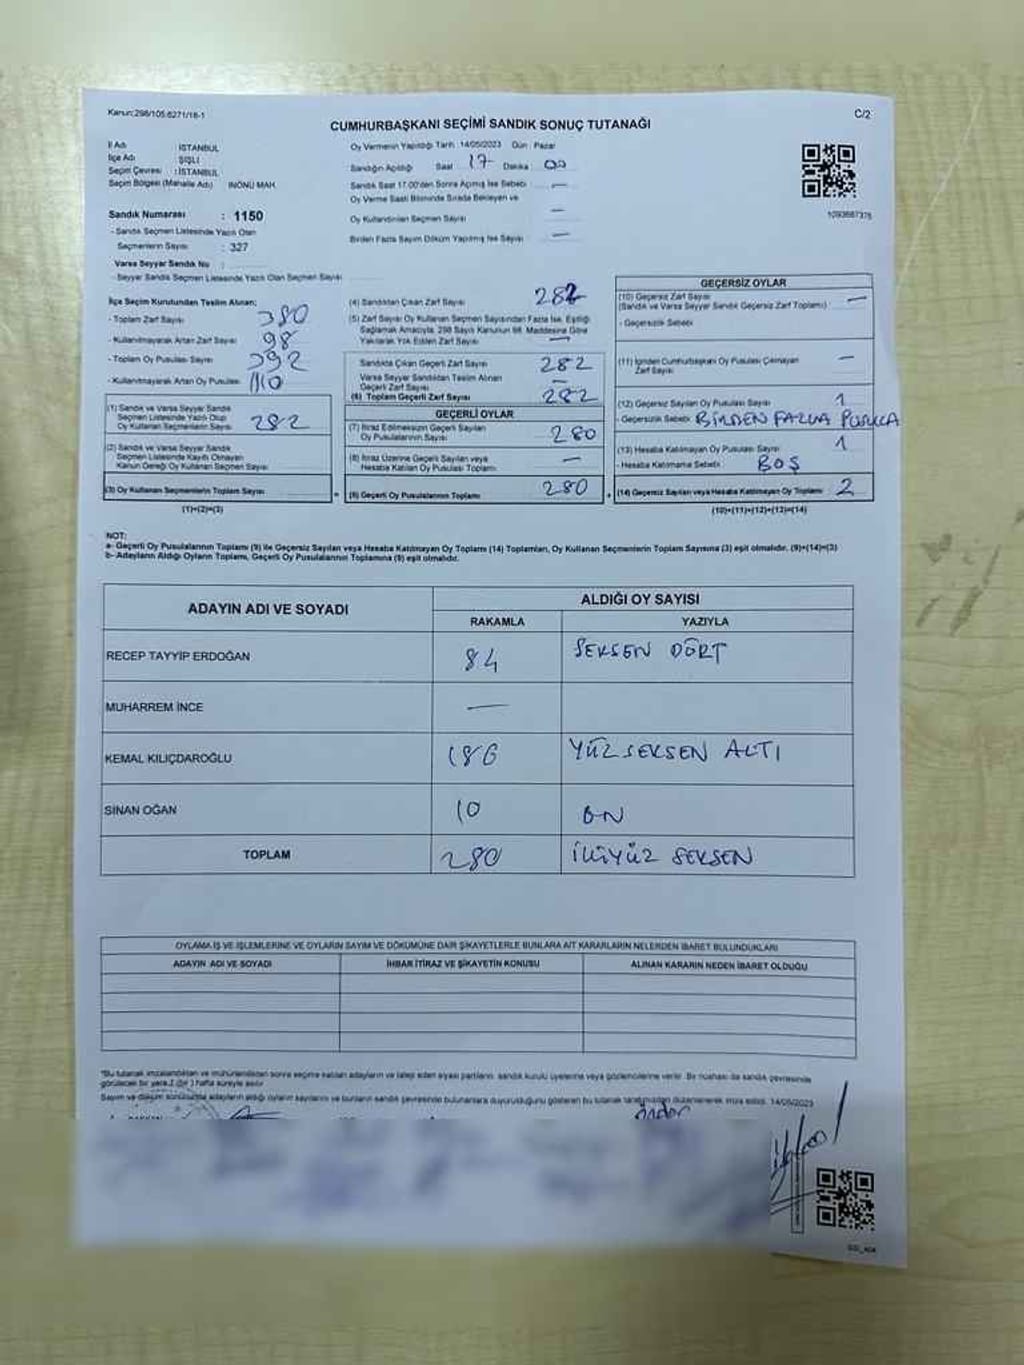 Kanun:298/105:6271/18-1
C/2
CUMHURBAŞKANI SEÇİMİ SANDIK SONUÇ TUTANAĞI
İl Adı : İSTANBUL
İlçe Adı : ŞİŞLİ
Seçim Çevresi : İSTANBUL
Seçim Bölgesi (Mahalle Adı) İNÖNÜ MAH.
Sandık Numarası : 1150
- Sandık Seçmen Listesinde Yazılı Olan
Seçmenlerin Sayısı : 327
Varsa Seyyar Sandık No :
- Seyyar Sandık Seçmen Listesinde Yazılı Olan Seçmen Sayısı
Oy Vermenin Yapıldığı Tarih 14/05/2023 Gün Pazar
Sandığın Açıldığı Saat 17 Dakika 00
Sandık Saat 17.00'den Sonra Açılmış İse Sebebi —
Oy Verme Saati Bitiminde Sırada Bekleyen ve
Oy Kullandırılan Seçmen Sayısı —
Birden Fazla Sayım Döküm Yapılmış İse Sayısı —
1093687376
İlçe Seçim Kurulundan Teslim Alınan;
- Toplam Zarf Sayısı 380
- Kullanılmayarak Artan Zarf Sayısı 98
- Toplam Oy Pusulası Sayısı 392
- Kullanılmayarak Artan Oy Pusulası 110
(1) Sandık ve Varsa Seyyar Sandık
Seçmen Listesinde Yazılı Olup
Oy Kullanan Seçmenlerin Sayısı 282
(2) Sandık ve Varsa Seyyar Sandık
Seçmen Listesinde Kayıtlı Olmayan
Kanun Gereği Oy Kullanan Seçmen Sayısı
(3) Oy Kullanan Seçmenlerin Toplam Sayısı
(1)+(2)=(3)
(4) Sandıktan Çıkan Zarf Sayısı 282
(5) Zarf Sayısı Oy Kullanan Seçmen Sayısından Fazla İse, Eşitliği
Sağlamak Amacıyla, 298 Sayılı Kanunun 98. Maddesine Göre
Yakılarak Yok Edilen Zarf Sayısı —
Sandıkta Çıkan Geçerli Zarf Sayısı 282
Varsa Seyyar Sandıktan Teslim Alınan
Geçerli Zarf Sayısı —
(6) Toplam Geçerli Zarf Sayısı 282
GEÇERLİ OYLAR
(7) İtiraz Edilmeksizin Geçerli Sayılan
Oy Pusulalarının Sayısı 280
(8) İtiraz Üzerine Geçerli Sayılan veya
Hesaba Katılan Oy Pusulası Toplamı —
= (9) Geçerli Oy Pusulalarının Toplamı 280 +
GEÇERSİZ OYLAR
(10) Geçersiz Zarf Sayısı —
(Sandık ve Varsa Seyyar Sandık Geçersiz Zarf Toplamı)
- Geçersizlik Sebebi
(11) İçinden Cumhurbaşkanı Oy Pusulası Çıkmayan
Zarf Sayısı —
(12) Geçersiz Sayılan Oy Pusulası Sayısı 1
- Geçersizlik Sebebi BİRDEN FAZLA PUSULA
(13) Hesaba Katılmayan Oy Pusulası Sayısı 1
- Hesaba Katılmama Sebebi BOŞ
(14) Geçersiz Sayılan veya Hesaba Katılmayan Oy Toplamı 2
(10)+(11)+(12)+(13)=(14)
NOT:
a- Geçerli Oy Pusulalarının Toplamı (9) ile Geçersiz Sayılan veya Hesaba Katılmayan Oy Toplamı (14) Toplamları, Oy Kullanan Seçmenlerin Toplam Sayısına (3) eşit olmalıdır. (9)+(14)=(3)
b- Adayların Aldığı Oyların Toplamı, Geçerli Oy Pusulalarının Toplamına (9) eşit olmalıdır.
ADAYIN ADI VE SOYADI
ALDIĞI OY SAYISI
RAKAMLA YAZIYLA
RECEP TAYYİP ERDOĞAN 84 SEKSEN DÖRT
MUHARREM İNCE —
KEMAL KILIÇDAROĞLU 186 YÜZ SEKSEN ALTI
SİNAN OĞAN 10 ON
TOPLAM 280 İKİYÜZ SEKSEN
OYLAMA İŞ VE İŞLEMLERİNE VE OYLARIN SAYIM VE DÖKÜMÜNE DAİR ŞİKAYETLERLE BUNLARA AİT KARARLARIN NELERDEN İBARET BULUNDUKLARI
ADAYIN ADI VE SOYADI İHBAR İTİRAZ VE ŞİKAYETİN KONUSU ALINAN KARARIN NEDEN İBARET OLDUĞU
*Bu tutanak imzalandıktan ve mühürlendikten sonra seçime katılan adayların ve talep eden siyasi partilerin sandık kurulu üyelerine veya gözlemcilerine verilir. Bir nüshası da sandık çevresinde
görülecek bir yere 1 (bir) hafta süreyle asılır.
Sayım ve döküm sonucunda adayların aldığı oyların sayılarını ve bunların sandık çevresinde bulunanlara duyurulduğunu gösteren bu tutanak tarafımızdan düzenlenerek imza edildi. 14/05/2023